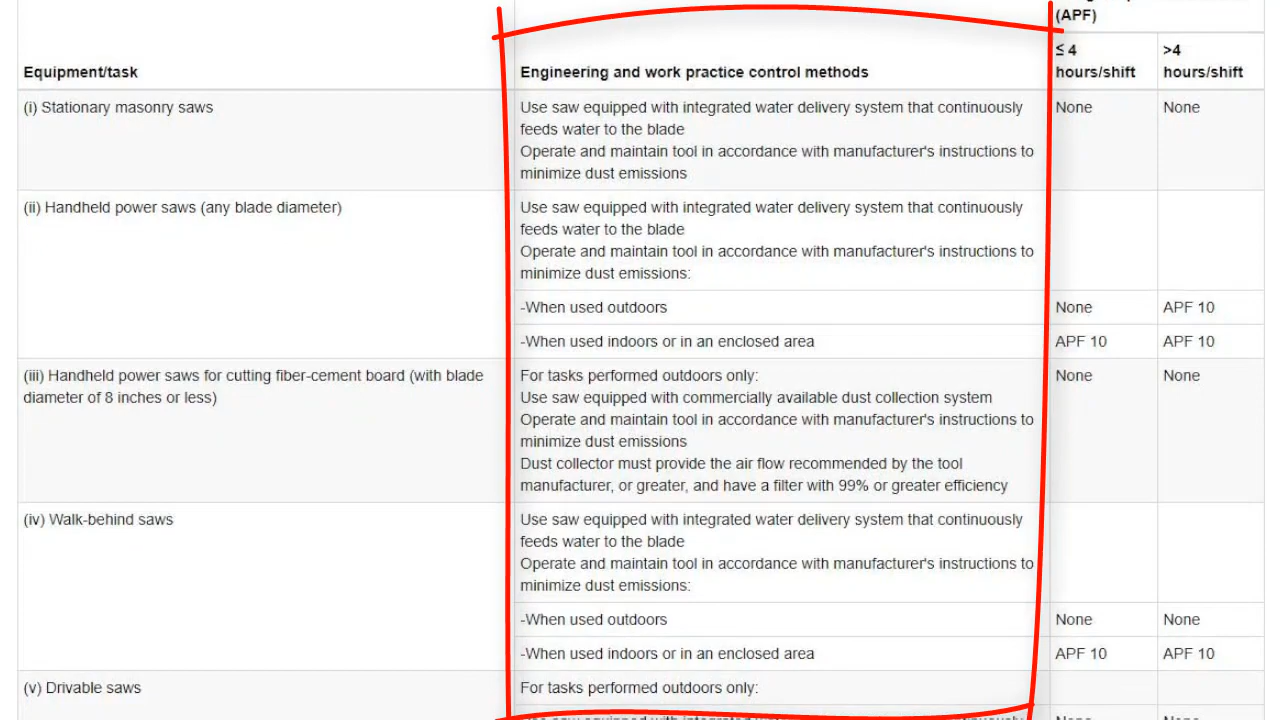 (APF)
Equipment/task
Engineering and work practice control methods
≤ 4
hours/shift
>4
hours/shift
(i) Stationary masonry saws
Use saw equipped with integrated water delivery system that continuously
feeds water to the blade
Operate and maintain tool in accordance with manufacturer's instructions to
minimize dust emissions
None
None
(ii) Handheld power saws (any blade diameter)
Use saw equipped with integrated water delivery system that continuously
feeds water to the blade
Operate and maintain tool in accordance with manufacturer's instructions to
minimize dust emissions:
-When used outdoors
None
APF 10
-When used indoors or in an enclosed area
APF 10
APF 10
(iii) Handheld power saws for cutting fiber-cement board (with blade
diameter of 8 inches or less)
For tasks performed outdoors only:
Use saw equipped with commercially available dust collection system
Operate and maintain tool in accordance with manufacturer's instructions to
minimize dust emissions
Dust collector must provide the air flow recommended by the tool
manufacturer, or greater, and have a filter with 99% or greater efficiency
None
None
(iv) Walk-behind saws
Use saw equipped with integrated water delivery system that continuously
feeds water to the blade
Operate and maintain tool in accordance with manufacturer's instructions to
minimize dust emissions:
-When used outdoors
None
None
-When used indoors or in an enclosed area
APF 10
APF 10
(v) Drivable saws
For tasks performed outdoors only: